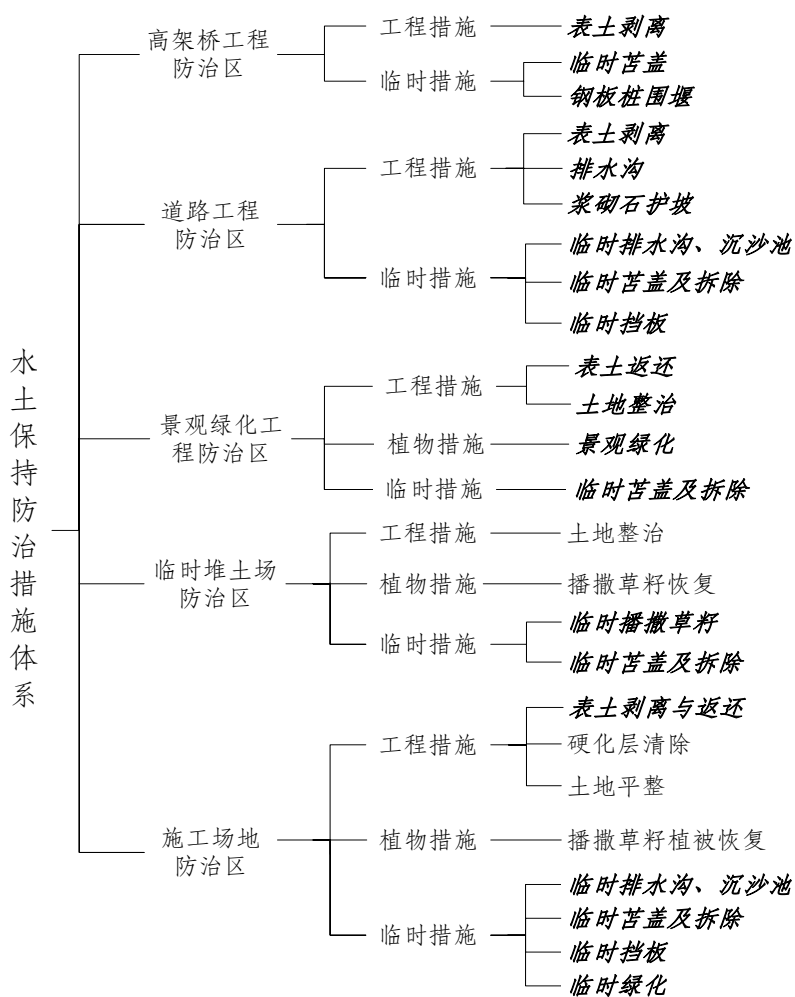 水土保持防治措施体系
高架桥工程
防治区
工程措施
表土剥离
临时措施
临时苫盖
钢板桩围堰
道路工程
防治区
工程措施
表土剥离
排水沟
浆砌石护坡
临时措施
临时排水沟、沉沙池
临时苫盖及拆除
临时挡板
景观绿化工
程防治区
工程措施
表土返还
土地整治
植物措施
景观绿化
临时措施
临时苫盖及拆除
临时堆土场
防治区
工程措施
土地整治
植物措施
播撒草籽恢复
临时措施
临时播撒草籽
临时苫盖及拆除
施工场地
防治区
工程措施
表土剥离与返还
硬化层清除
土地平整
植物措施
播撒草籽植被恢复
临时措施
临时排水沟、沉沙池
临时苫盖及拆除
临时挡板
临时绿化